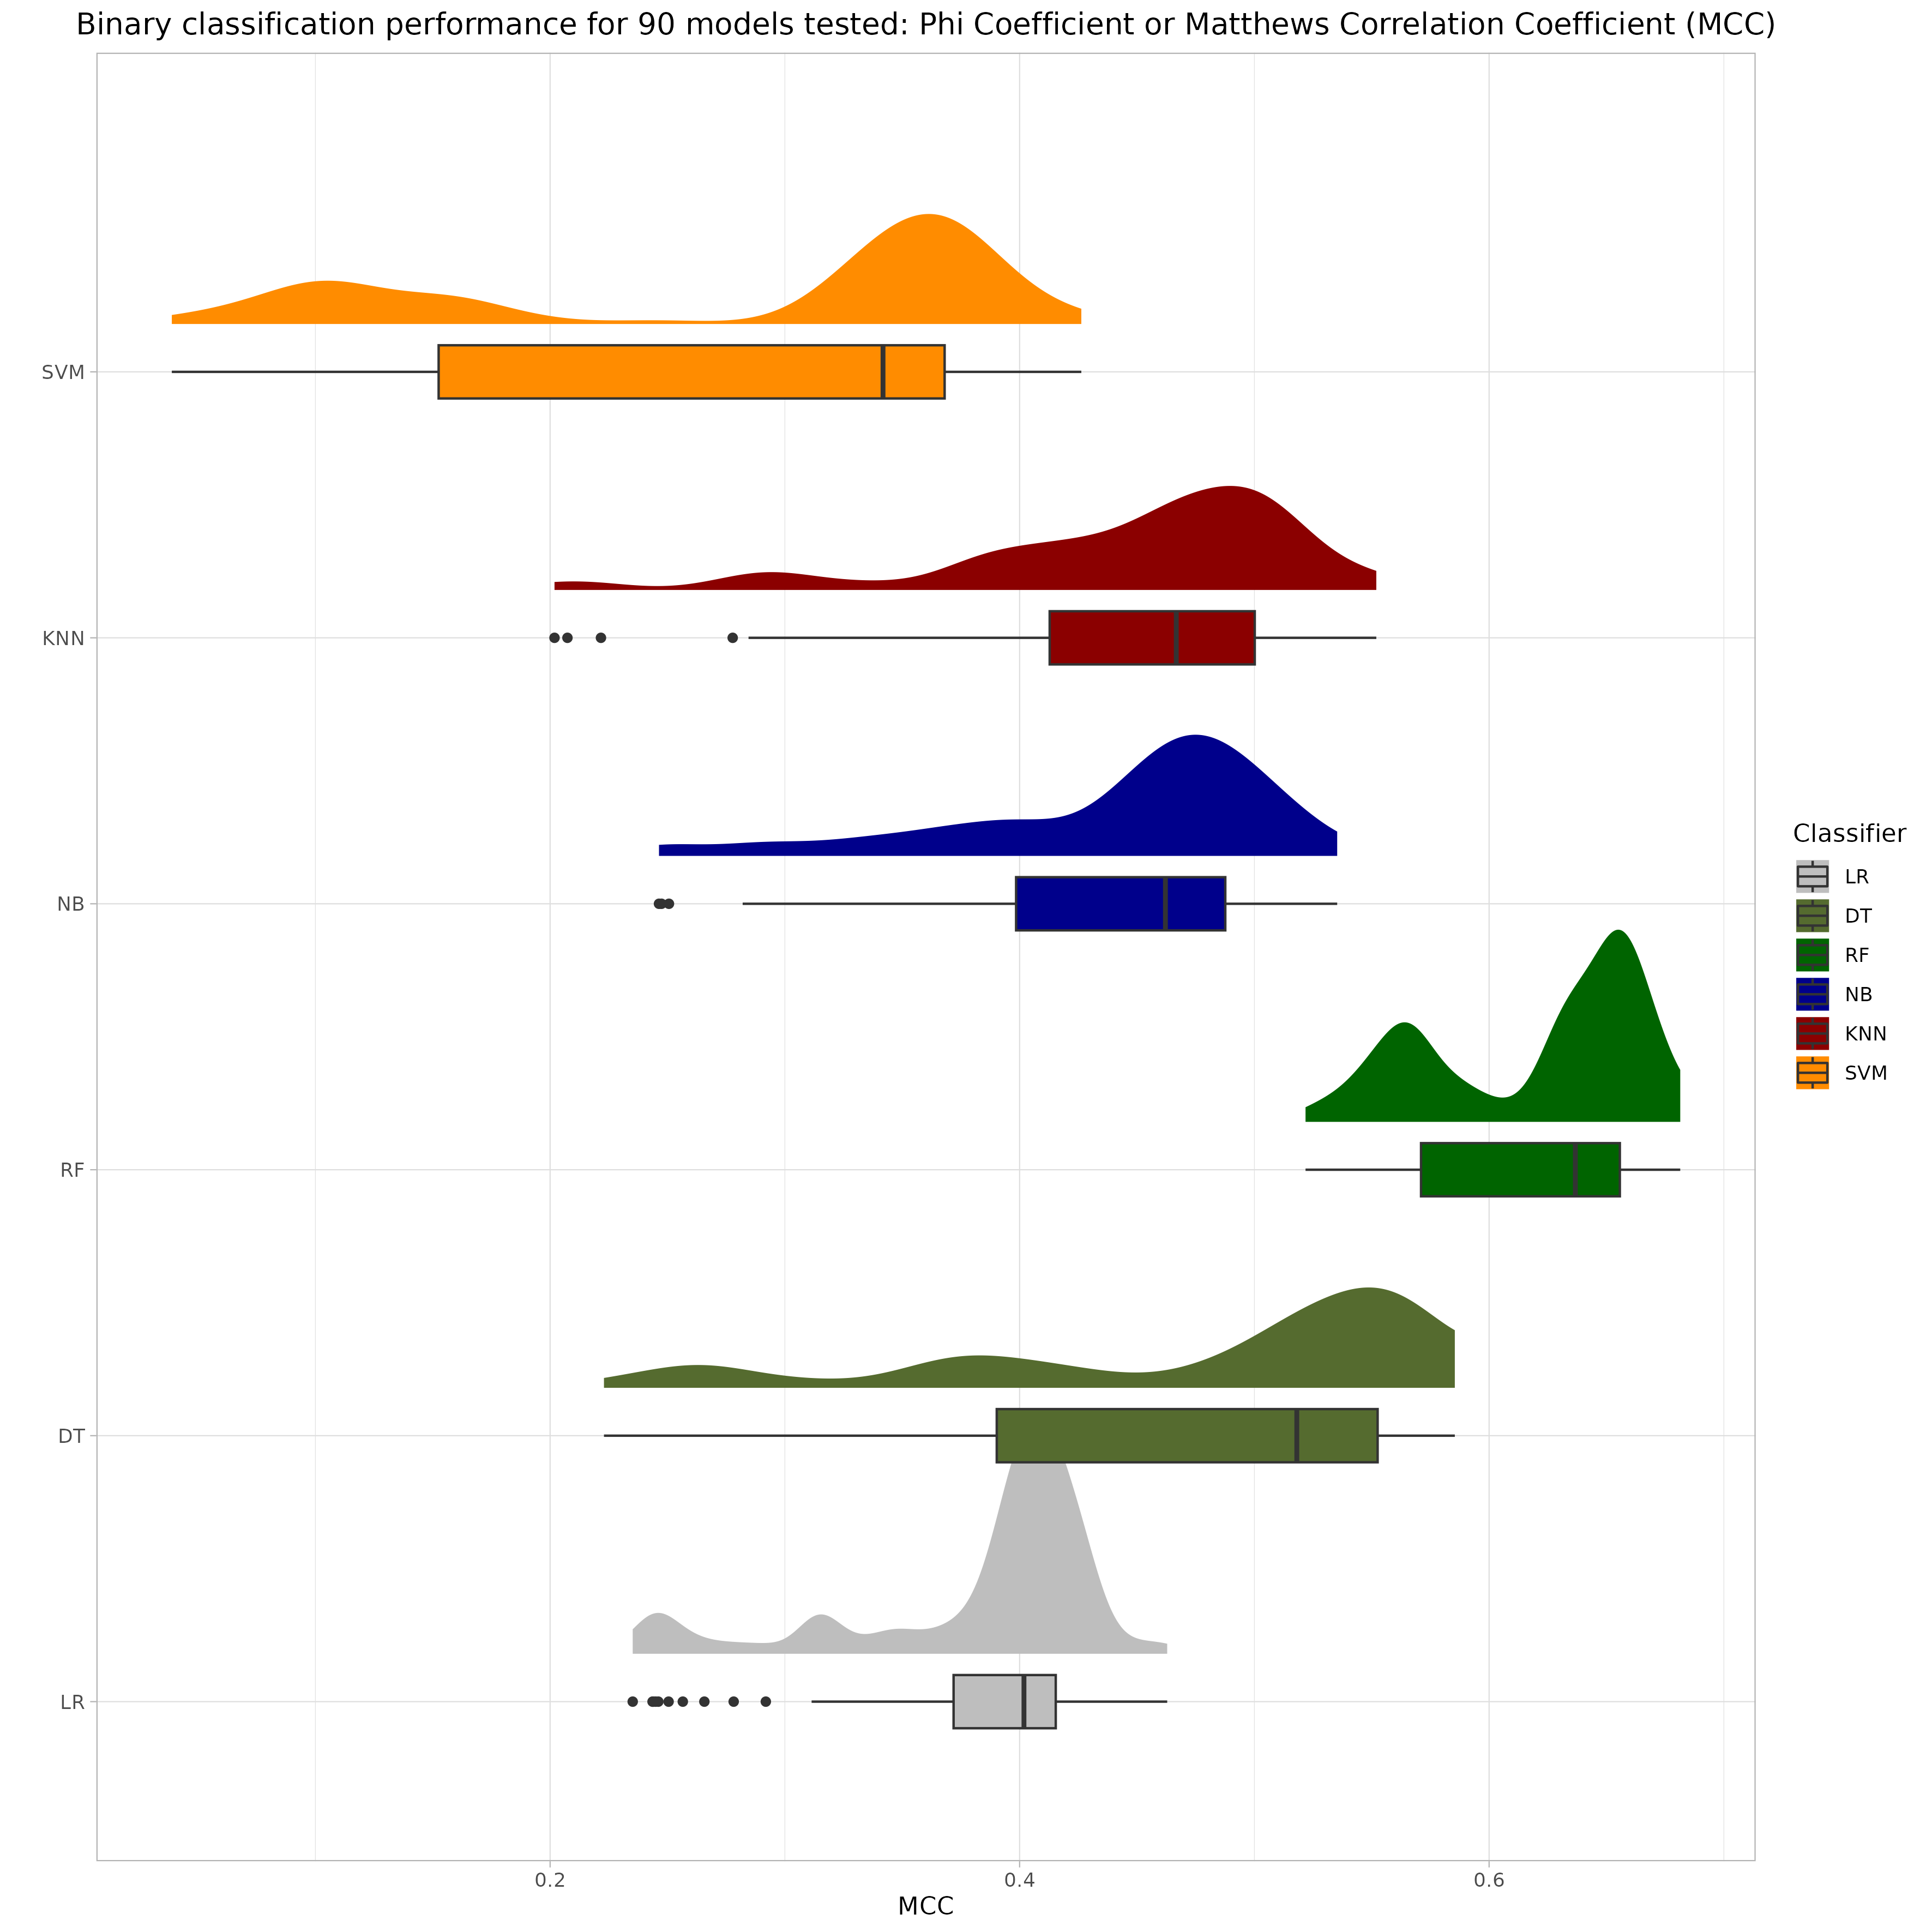 Binary classification performance for 90 models tested: Phi Coefficient or Matthews Correlation Coefficient (MCC)
SVM
KNN
NB
RF
DT
LR
0.2
0.4
0.6
MCC
Classifier
LR
DT
RF
NB
KNN
SVM